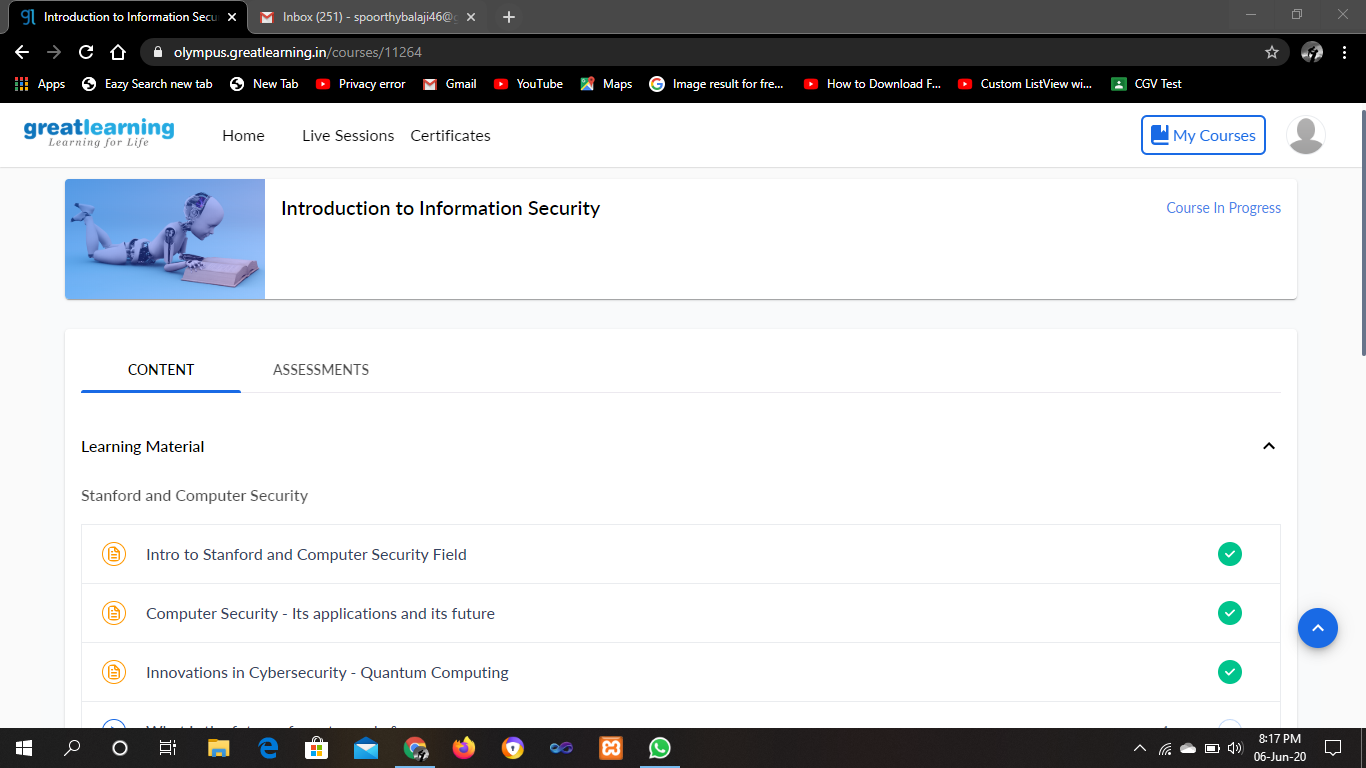 Introduction to Information Secu
Inbox (251) - spoorthybalaji46@g
olympus.greatlearning.in/courses/11264
Apps Eazy Search new tab New Tab Privacy error Gmail YouTube Maps Image result for fre... How to Download F... Custom ListView wi... CGV Test
greatlearning
Learning for Life
Home Live Sessions Certificates My Courses
Introduction to Information Security
Course In Progress
CONTENT ASSESSMENTS
Learning Material
Stanford and Computer Security
Intro to Stanford and Computer Security Field
Computer Security - Its applications and its future
Innovations in Cybersecurity - Quantum Computing
8:17 PM
06-Jun-20